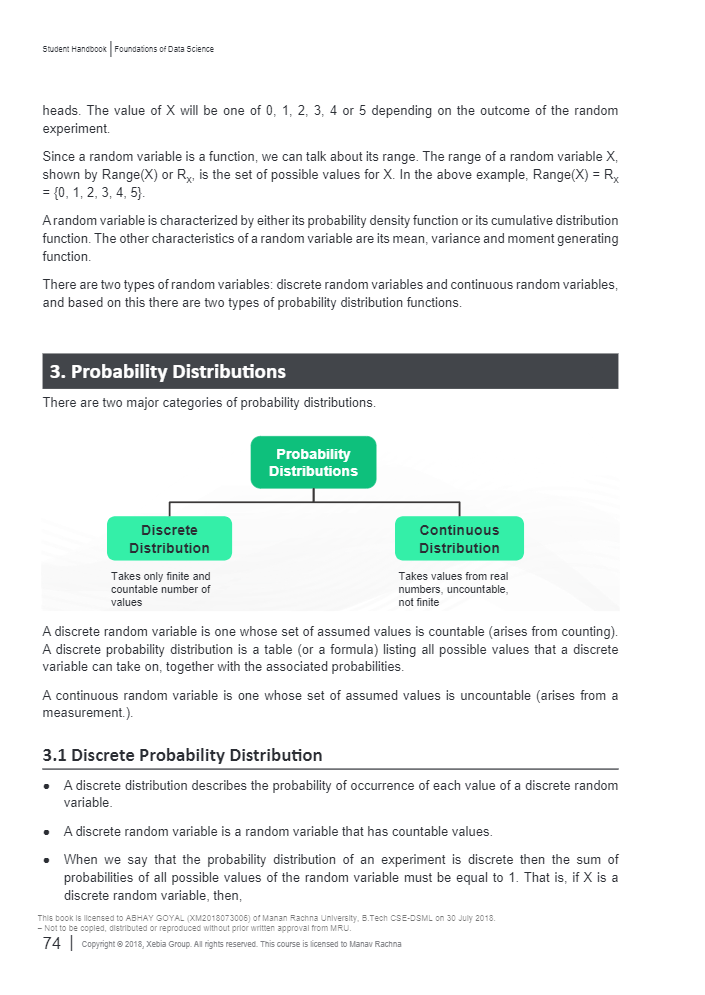 Student Handbook | Foundations of Data Science
heads. The value of X will be one of 0, 1, 2, 3, 4 or 5 depending on the outcome of the random
experiment.
Since a random variable is a function, we can talk about its range. The range of a random variable X,
shown by Range(X) or Rₓ, is the set of possible values for X. In the above example, Range(X) = Rₓ
= {0, 1, 2, 3, 4, 5}.
A random variable is characterized by either its probability density function or its cumulative distribution
function. The other characteristics of a random variable are its mean, variance and moment generating
function.
There are two types of random variables: discrete random variables and continuous random variables,
and based on this there are two types of probability distribution functions.
3. Probability Distributions
There are two major categories of probability distributions.
Probability
Distributions
Discrete
Distribution
Takes only finite and
countable number of
values
Continuous
Distribution
Takes values from real
numbers, uncountable,
not finite
A discrete random variable is one whose set of assumed values is countable (arises from counting).
A discrete probability distribution is a table (or a formula) listing all possible values that a discrete
variable can take on, together with the associated probabilities.
A continuous random variable is one whose set of assumed values is uncountable (arises from a
measurement.).
3.1 Discrete Probability Distribution
● A discrete distribution describes the probability of occurrence of each value of a discrete random
variable.
● A discrete random variable is a random variable that has countable values.
● When we say that the probability distribution of an experiment is discrete then the sum of
probabilities of all possible values of the random variable must be equal to 1. That is, if X is a
discrete random variable, then,
This book is licensed to ABHAY GOYAL (XM2018073006) of Manan Rachna University, B.Tech CSE-DSML on 30 July 2018.
– Not to be copied, distributed or reproduced without prior written approval from MRU.
74 | Copyright © 2018, Xebia Group. All rights reserved. This course is licensed to Manav Rachna